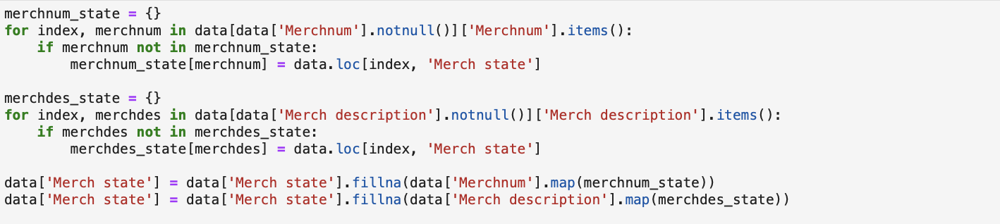 merchnum_state = {}
for index, merchnum in data[data['Merchnum'].notnull()]['Merchnum'].items():
    if merchnum not in merchnum_state:
        merchnum_state[merchnum] = data.loc[index, 'Merch state']

merchdes_state = {}
for index, merchdes in data[data['Merch description'].notnull()]['Merch description'].items():
    if merchdes not in merchdes_state:
        merchdes_state[merchdes] = data.loc[index, 'Merch state']

data['Merch state'] = data['Merch state'].fillna(data['Merchnum'].map(merchnum_state))
data['Merch state'] = data['Merch state'].fillna(data['Merch description'].map(merchdes_state))